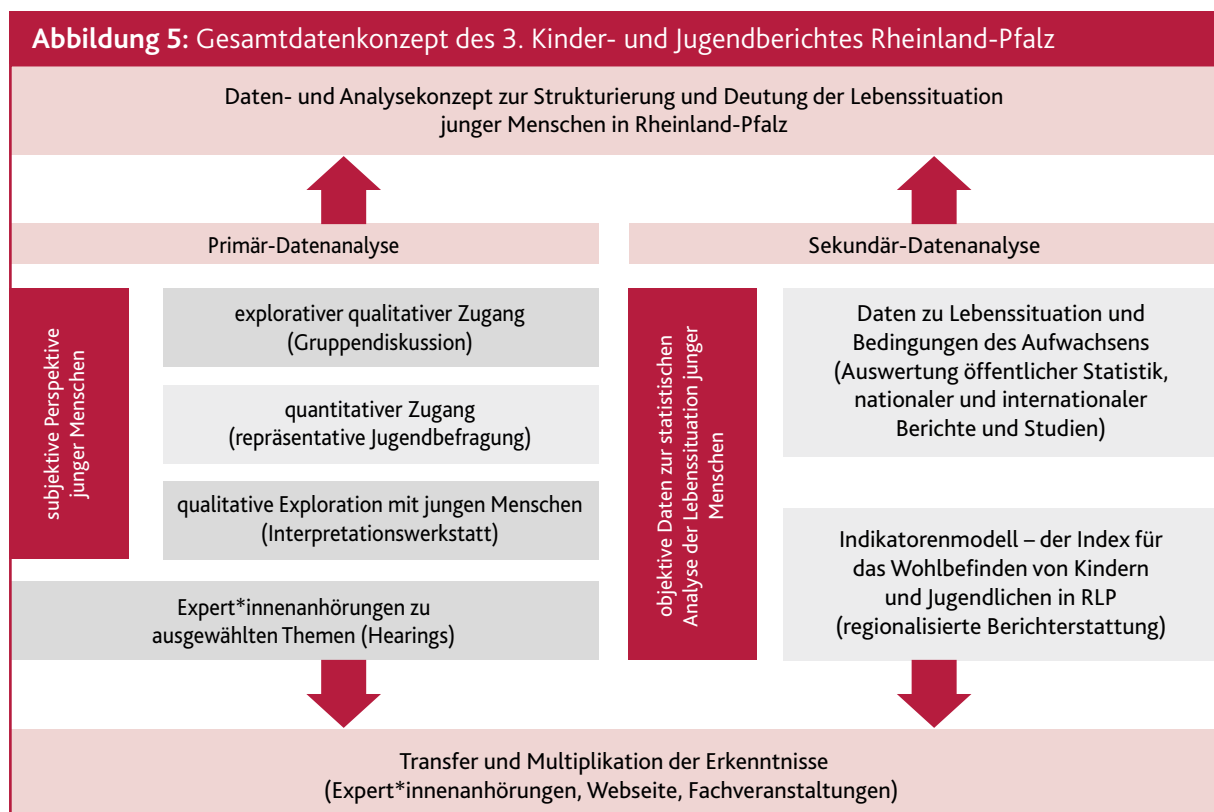 Abbildung 5: Gesamtdatenkonzept des 3. Kinder- und Jugendberichtes Rheinland-Pfalz
Daten- und Analysekonzept zur Strukturierung und Deutung der Lebenssituation
junger Menschen in Rheinland-Pfalz
Primär-Datenanalyse
subjektive Perspektive
junger Menschen
explorativer qualitativer Zugang
(Gruppendiskussion)
quantitativer Zugang
(repräsentative Jugendbefragung)
qualitative Exploration mit jungen Menschen
(Interpretationswerkstatt)
Expert*innenanhörungen zu
ausgewählten Themen (Hearings)
Sekundär-Datenanalyse
objektive Daten zur statistischen
Analyse der Lebenssituation junger
Menschen
Daten zu Lebenssituation und
Bedingungen des Aufwachsens
(Auswertung öffentlicher Statistik,
nationaler und internationaler
Berichte und Studien)
Indikatorenmodell – der Index für
das Wohlbefinden von Kindern
und Jugendlichen in RLP
(regionalisierte Berichterstattung)
Transfer und Multiplikation der Erkenntnisse
(Expert*innenanhörungen, Webseite, Fachveranstaltungen)